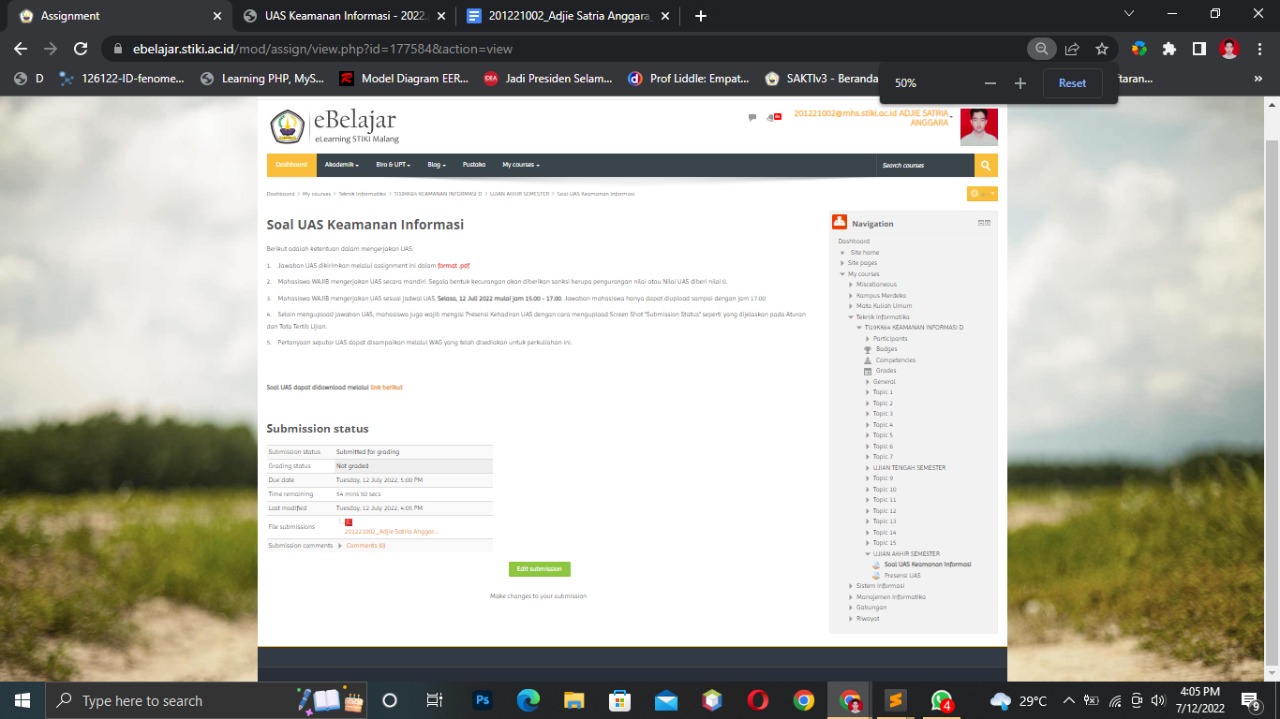 2022 - 2
201221002_Adjie Satria Anggara
ebelajar.stiki.ac.id/course/mod/assign/view.php?id=177584&action=view
D
126122-D-fenome...
Learning PHP, MyS...
Model Diagram EER...
IDEA
Jadi Presiden Selam...
Prof Lidde: Empat...
SAKTIv3 - Beranda
50%
Reset
eBelajar
eLearning STIKI Malang
201221002@mhs.stiki.ac.id ADJIE SATRIA
ANGGARA
Dashboard
Akademik
Biro & UPT
Blog
Pustaka
My courses
Search courses
Dashboard
My courses
Teknik Informatika
TI19KK64 KEAMANAN INFORMASI D
UJIAN AKHIR SEMESTER
Soal UAS Keamanan Informasi
Soal UAS Keamanan Informasi
Berikut adalah ketentuan dalam mengerjakan UAS:
1. Jawaban UAS dikirimkan melalui assignment ini dalam format .pdf.
2. Mahasiswa WAJIB mengerjakan UAS secara mandiri. Segala bentuk kecurangan akan diberikan sanksi berupa pengurangan nilai atau Nilai UAS diberi nilai 0.
3. Mahasiswa WAJIB mengerjakan UAS sesuai jadwal UAS, Selasa, 12 Juli 2022 mulai jam 15.00 - 17.00. Jawaban mahasiswa hanya dapat diupload sampai dengan jam 17.00
4. Selain mengupload jawaban UAS, mahasiswa juga wajib mengisi Presensi Kehadiran UAS dengan cara mengupload Screen Shot "Submission Status" seperti yang dijelaskan pada Aturan
dan Tata Tertib Ujian.
5. Pertanyaan seputar UAS dapat disampaikan melalui WAG yang telah disediakan untuk perkuliahan ini.
Soal UAS dapat didownload melalui link berikut
Submission status
Submission status Submitted for grading
Grading status Not graded
Due date Tuesday, 12 July 2022, 5:00 PM
Time remaining 54 mins 50 secs
Last modified Tuesday, 12 July 2022, 4:05 PM
File submissions
201221002_Adjie Satria Anggar...
Submission comments Comments (0)
Edit submission
Make changes to your submission
Navigation
Dashboard
Site home
Site pages
My courses
Miscellaneous
Kampus Merdeka
Mata Kuliah Umum
Teknik Informatika
TI19KK64 KEAMANAN INFORMASI D
Participants
Badges
Competencies
Grades
General
Topic 1
Topic 2
Topic 3
Topic 4
Topic 5
Topic 6
Topic 7
UJIAN TENGAH SEMESTER
Topic 9
Topic 10
Topic 11
Topic 12
Topic 13
Topic 14
Topic 15
UJIAN AKHIR SEMESTER
Soal UAS Keamanan Informasi
Presensi UAS
Sistem Informasi
Manajemen Informatika
Gabungan
Riwayat
Type here to search
Ps
4
29°C
4:05 PM
7/12/2022
9